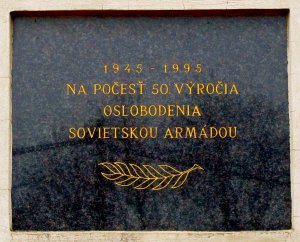 1945 - 1995
NA POČESŤ 50. VÝROČIA
OSLOBODENIA
SOVIETSKOU ARMÁDOU